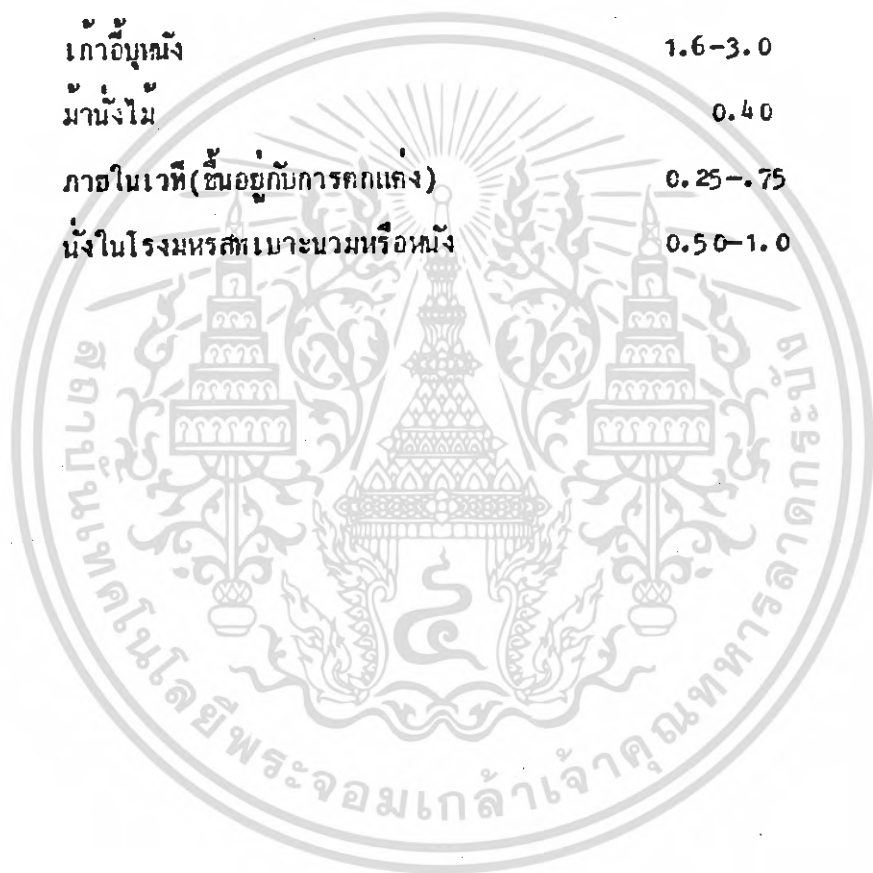 เก้าอี้บุหนัง 1.6-3.0
ม้านั่งไม้ 0.40
ภายในเวที(ขึ้นอยู่กับการตกแต่ง) 0.25-.75
นั่งในโรงมหรสพเบาะนวมหรือหนัง 0.50-1.0
สถาบันเทคโนโลยีพระจอมเกล้าเจ้าคุณทหารลาดกระบัง